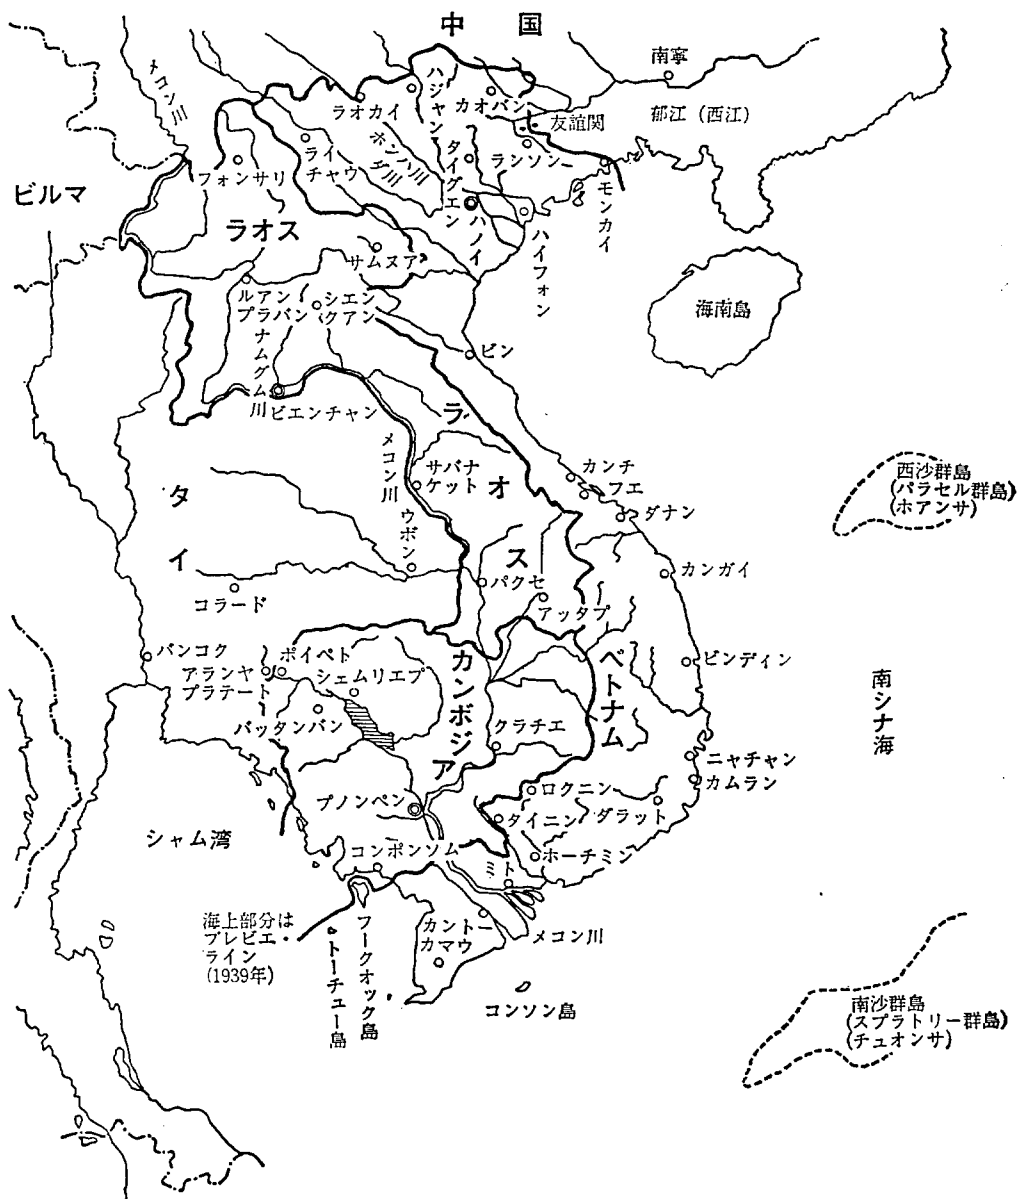 中国
南寧
メコン川
ハジャン
カオバン
ラオカイ
友誼関
郁江（西江）
ライ
チャウ
ホンハ川
ダ川
タイグエン
ランソン
モンカイ
フォンサリ
ビルマ
ラオス
ハノイ
ハイフォン
サムヌア
ルアン
プラバン
シエン
クアン
海南島
ナムグム川
ビン
ビエンチャン
ラオス
メコン川
サバナ
ケット
カンチ
フエ
ダナン
西沙群島
(パラセル群島)
(ホアンサ)
タイ
ウボン
カンガイ
パクセ
アッタプ
コラード
バンコク
アランヤ
プラテート
ポイペト
シェムリエプ
バッタンバン
カンボジア
ベトナム
ビンディン
クラチエ
南シナ海
ニャチャン
カムラン
ロクニン
ダラット
プノンペン
タイニン
シャム湾
コンポンソム
ホーチミン
ミト
海上部分は
ブレビエ・
ライン
(1939年)
フークオック島
トーチュー島
カントー
カマウ
メコン川
コンソン島
南沙群島
(スプラトリー群島)
(チュオンサ)